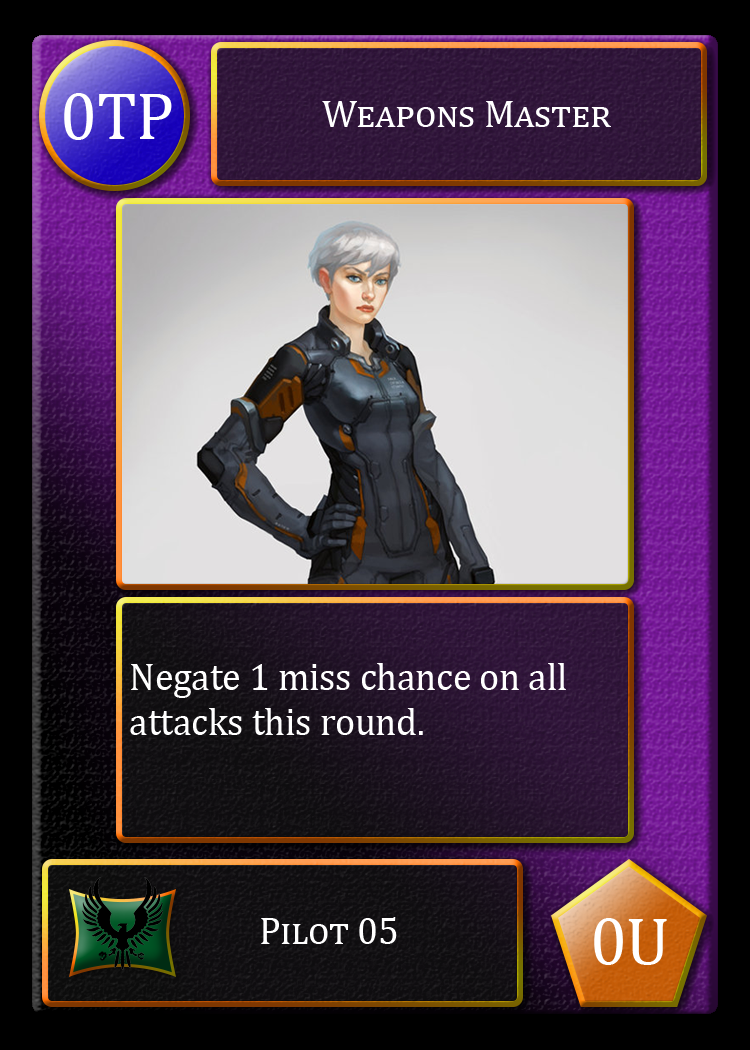 0TP
Weapons Master
Negate 1 miss chance on all
attacks this round.
Pilot 05
0U